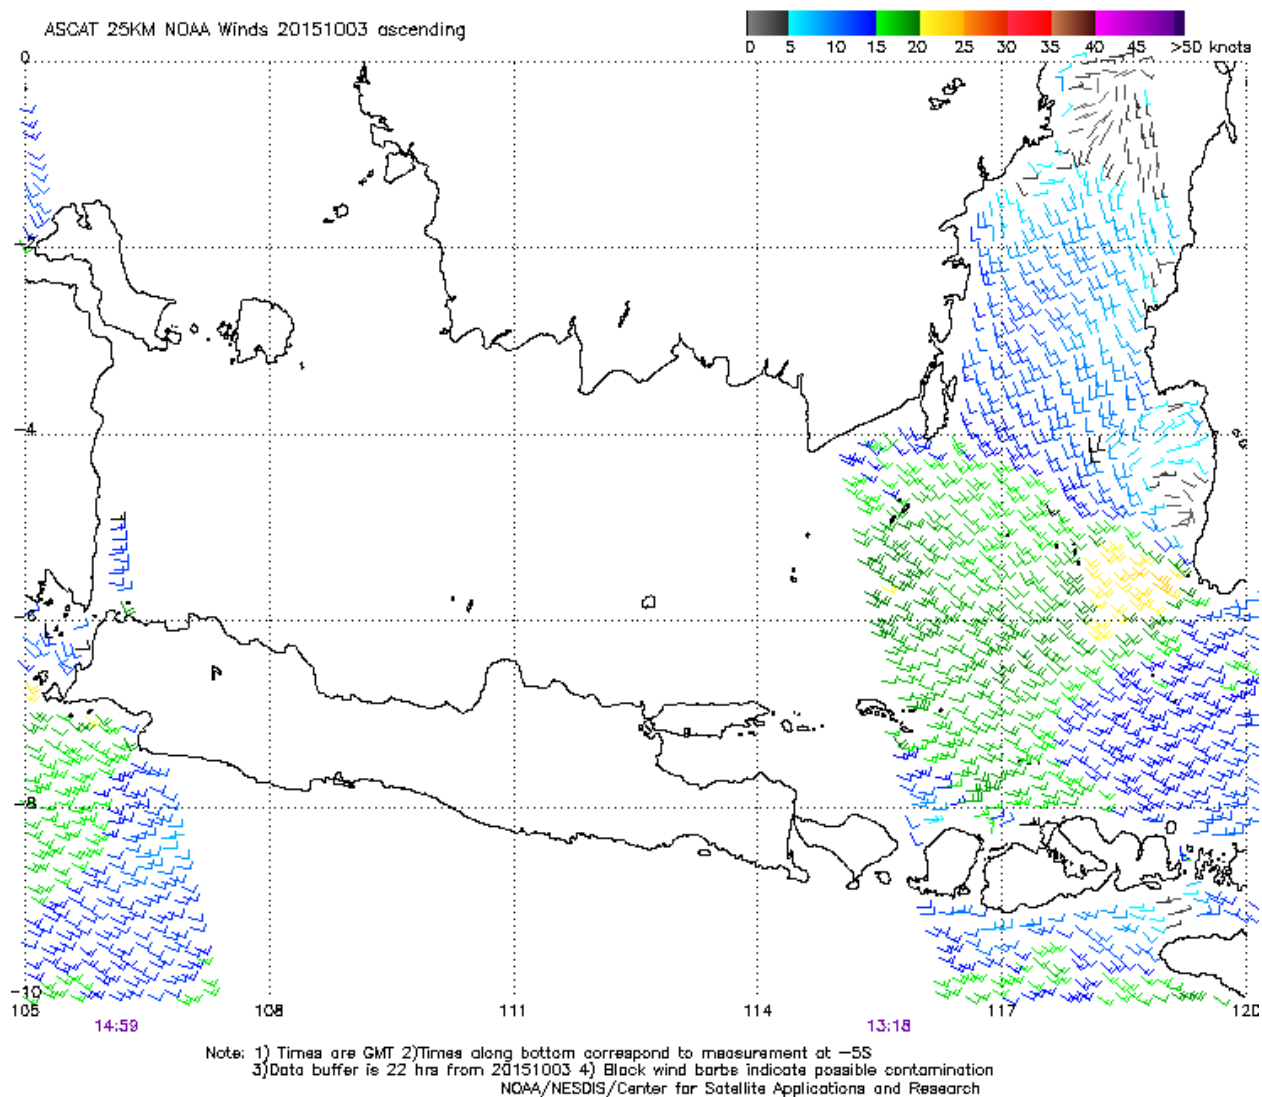 ASCAT 25KM NOAA Winds 20151003 ascending
0 5 10 15 20 25 30 35 40 45 >50 knots
0
-2
-4
-6
-8
-10
105 108 111 114 117 120
14:59 13:18
Note: 1) Times are GMT 2)Times along bottom correspond to measurement at -5S
3)Data buffer is 22 hrs from 20151003 4) Black wind barbs indicate possible contamination
NOAA/NESDIS/Center for Satellite Applications and Research